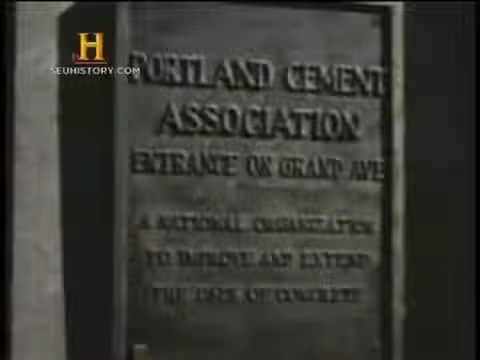 H
SEUHISTORY.COM
PORTLAND CEMENT
ASSOCIATION
ENTRANCE ON GRAND AVE
A NATIONAL ORGANIZATION
TO IMPROVE AND EXTEND
THE USES OF CONCRETE